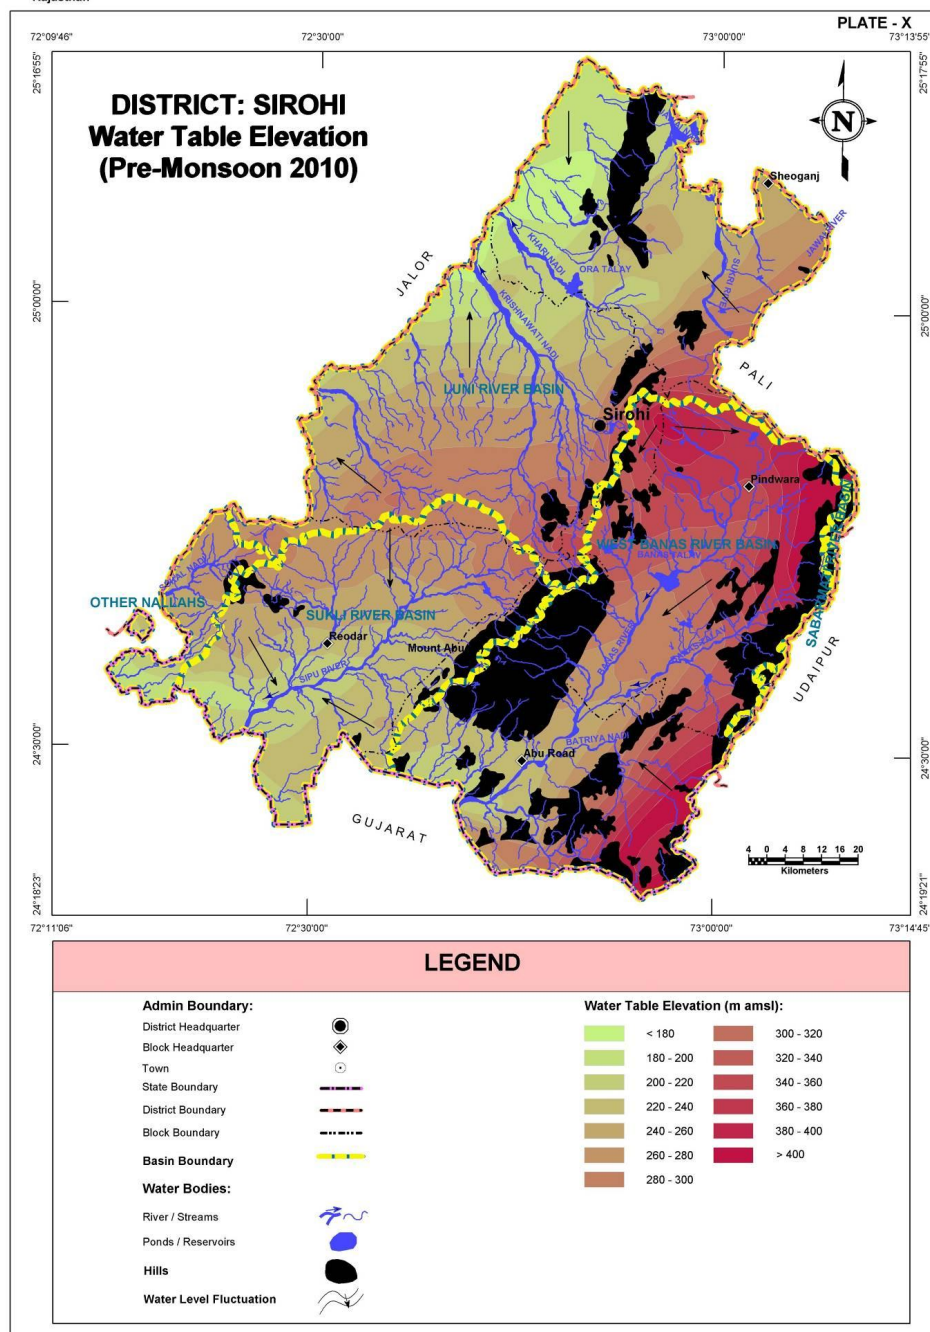 Rajasthan
PLATE - X
72°09'46"
72°30'00"
73°00'00"
73°13'55"
25°16'55"
25°17'55"
DISTRICT: SIROHI
Water Table Elevation
(Pre-Monsoon 2010)
N
Sheoganj
JAWAI RIVER
SUKRI RIVER
KHARI NADI
ORA TALAV
JALOR
KRISHNAWATI NADI
25°00'00"
25°00'00"
PALI
LUNI RIVER BASIN
Sirohi
Pindwara
WEST BANAS RIVER BASIN
BANAS TALAV
SABARMATI RIVER BASIN
SUKAL NADI
OTHER NALLAHS
SUKLI RIVER BASIN
Reodar
Mount Abu
SIPU RIVER
BANAS RIVER
UDAIPUR
BATRIYA NADI
Abu Road
24°30'00"
24°30'00"
GUJARAT
4 0 4 8 12 16 20
Kilometers
24°18'23"
24°19'21"
72°11'06"
72°30'00"
73°00'00"
73°14'45"
LEGEND
Admin Boundary:
District Headquarter
Block Headquarter
Town
State Boundary
District Boundary
Block Boundary
Basin Boundary
Water Bodies:
River / Streams
Ponds / Reservoirs
Hills
Water Level Fluctuation
Water Table Elevation (m amsl):
< 180
180 - 200
200 - 220
220 - 240
240 - 260
260 - 280
280 - 300
300 - 320
320 - 340
340 - 360
360 - 380
380 - 400
> 400